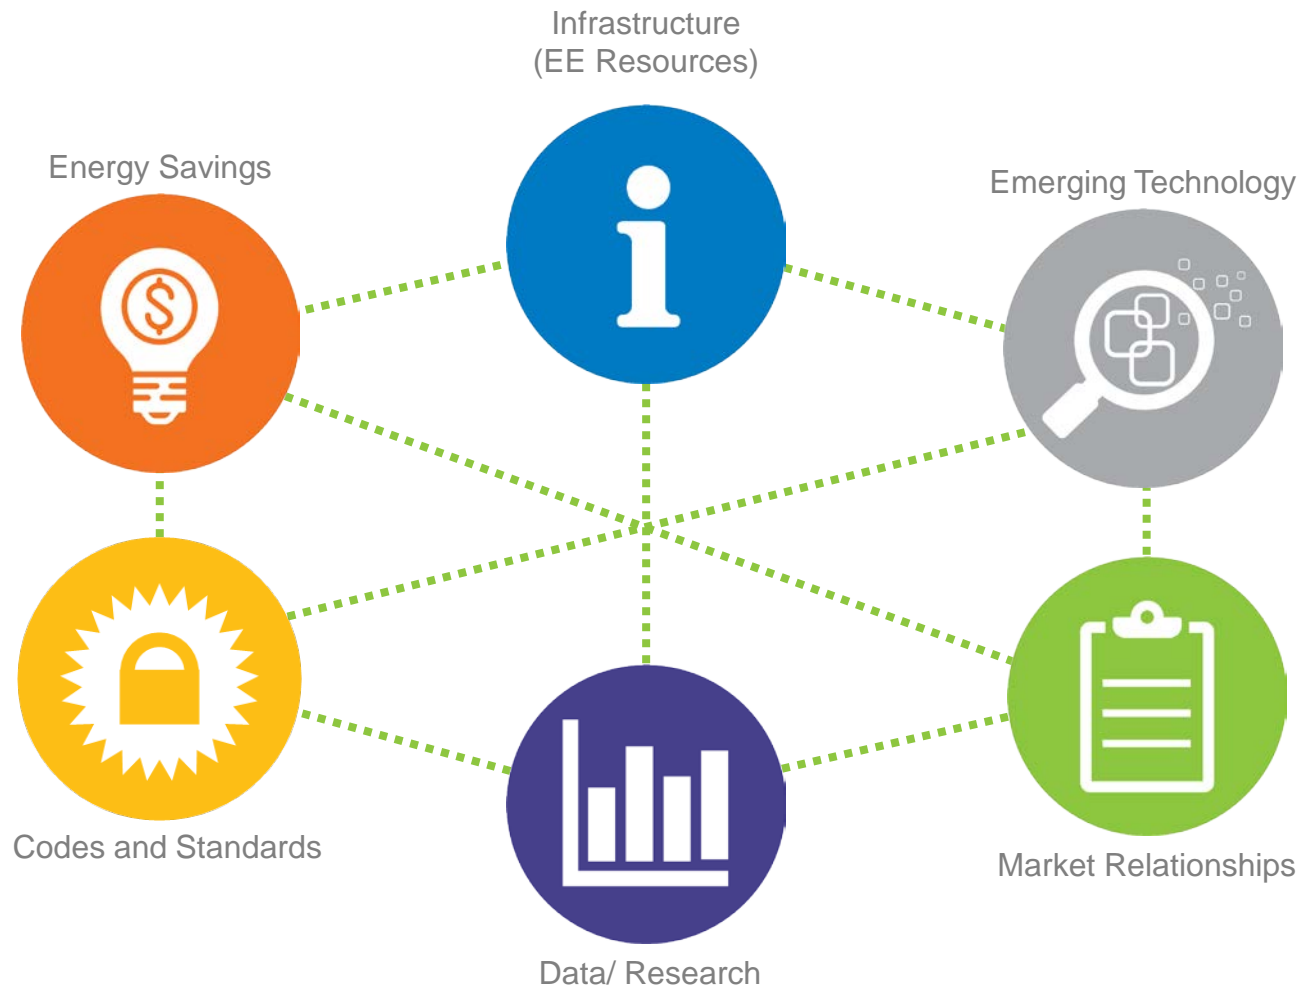 Infrastructure
(EE Resources)
Energy Savings
Emerging Technology
$
i
Codes and Standards
Market Relationships
Data/ Research